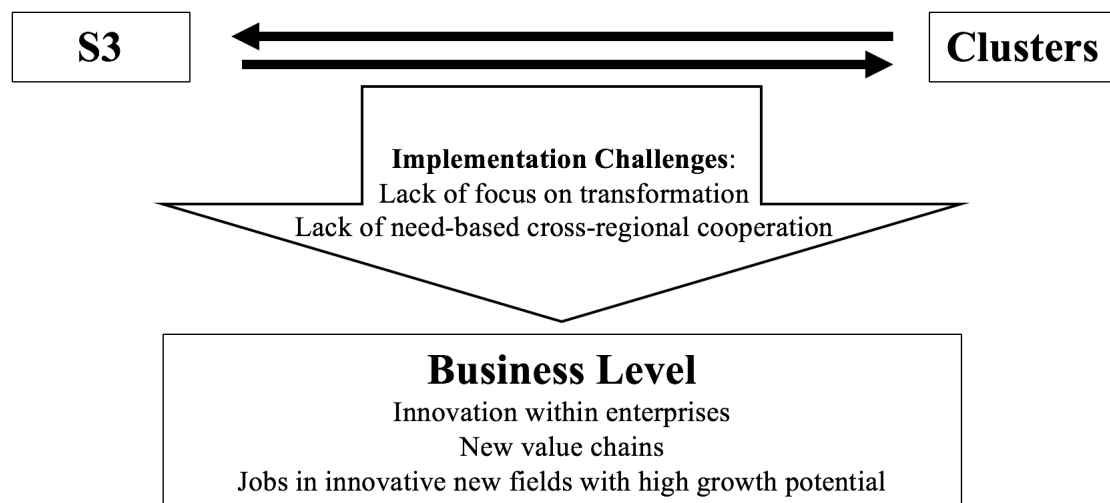 S3
Clusters
Implementation Challenges:
Lack of focus on transformation
Lack of need-based cross-regional cooperation
Business Level
Innovation within enterprises
New value chains
Jobs in innovative new fields with high growth potential